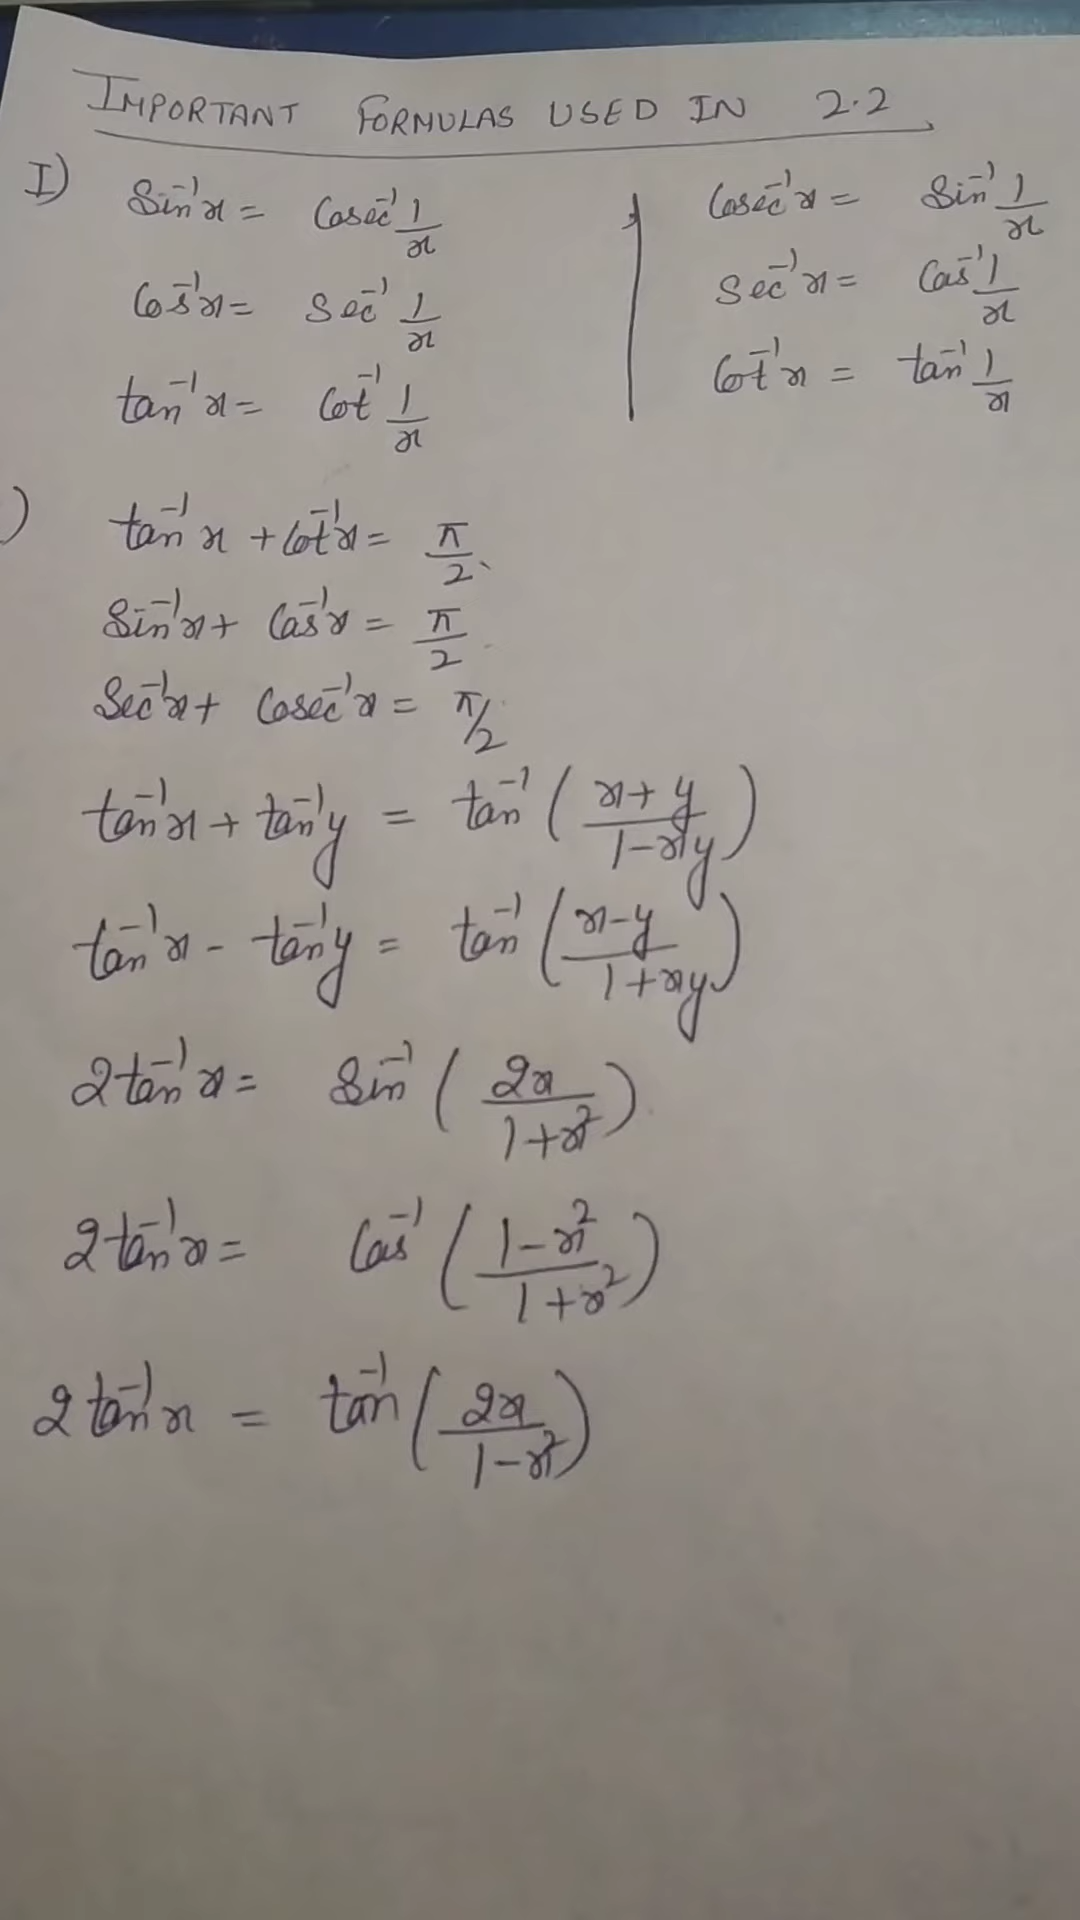 IMPORTANT FORMULAS USED IN 2.2
I)
Sin⁻¹x = Cosec⁻¹ 1/x
Cos⁻¹x = Sec⁻¹ 1/x
tan⁻¹x = Cot⁻¹ 1/x
Cosec⁻¹x = Sin⁻¹ 1/x
Sec⁻¹x = Cos⁻¹ 1/x
Cot⁻¹x = tan⁻¹ 1/x
)
tan⁻¹x + Cot⁻¹x = π/2
Sin⁻¹x + Cos⁻¹x = π/2
Sec⁻¹x + Cosec⁻¹x = π/2
tan⁻¹x + tan⁻¹y = tan⁻¹ ( x+y / 1-xy )
tan⁻¹x - tan⁻¹y = tan⁻¹ ( x-y / 1+xy )
2tan⁻¹x = Sin⁻¹ ( 2x / 1+x² )
2tan⁻¹x = Cos⁻¹ ( 1-x² / 1+x² )
2tan⁻¹x = tan⁻¹ ( 2x / 1-x² )